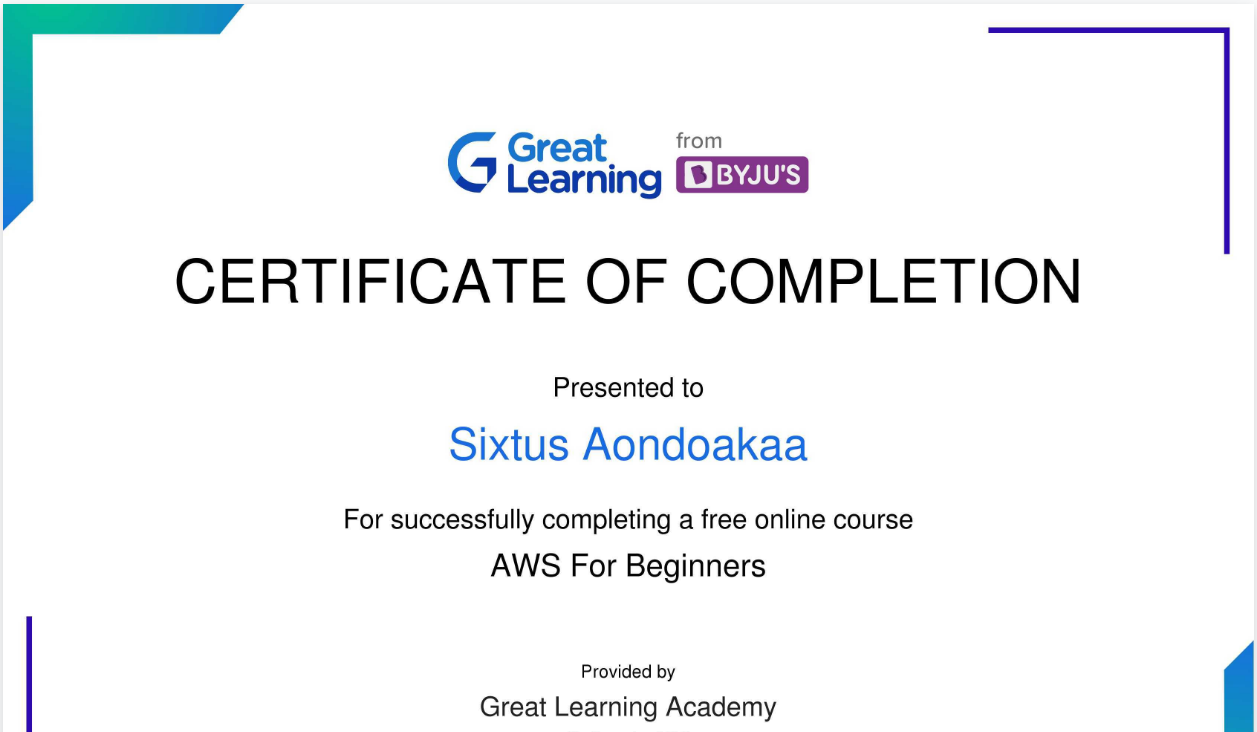 Great
Learning
from
BYJU'S
CERTIFICATE OF COMPLETION
Presented to
Sixtus Aondoakaa
For successfully completing a free online course
AWS For Beginners
Provided by
Great Learning Academy